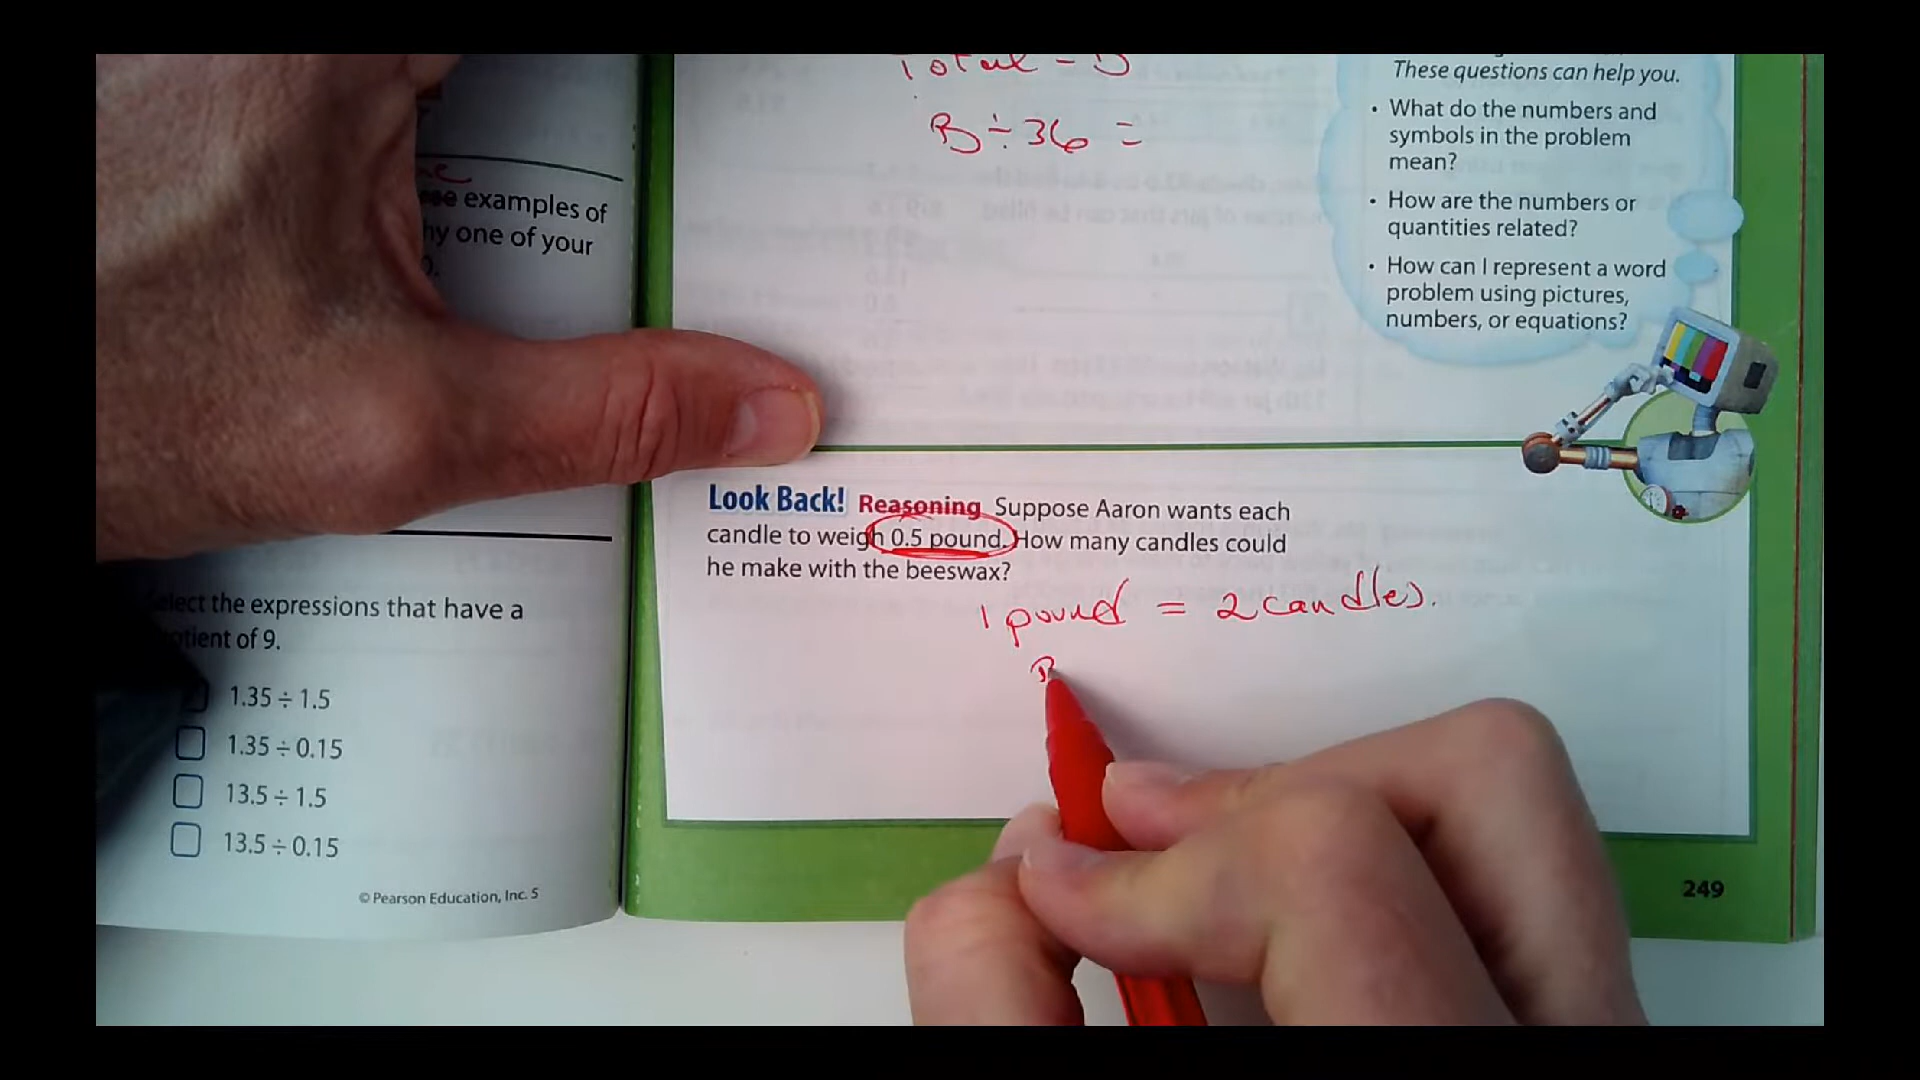 examples of
hy one of your
Select the expressions that have a
quotient of 9.
1.35 ÷ 1.5
1.35 ÷ 0.15
13.5 ÷ 1.5
13.5 ÷ 0.15
© Pearson Education, Inc. 5
Total - B
B ÷ 36 =
These questions can help you.
• What do the numbers and
symbols in the problem
mean?
• How are the numbers or
quantities related?
• How can I represent a word
problem using pictures,
numbers, or equations?
Look Back! Reasoning Suppose Aaron wants each
candle to weigh 0.5 pound. How many candles could
he make with the beeswax?
1 pound = 2 candles.
B
249